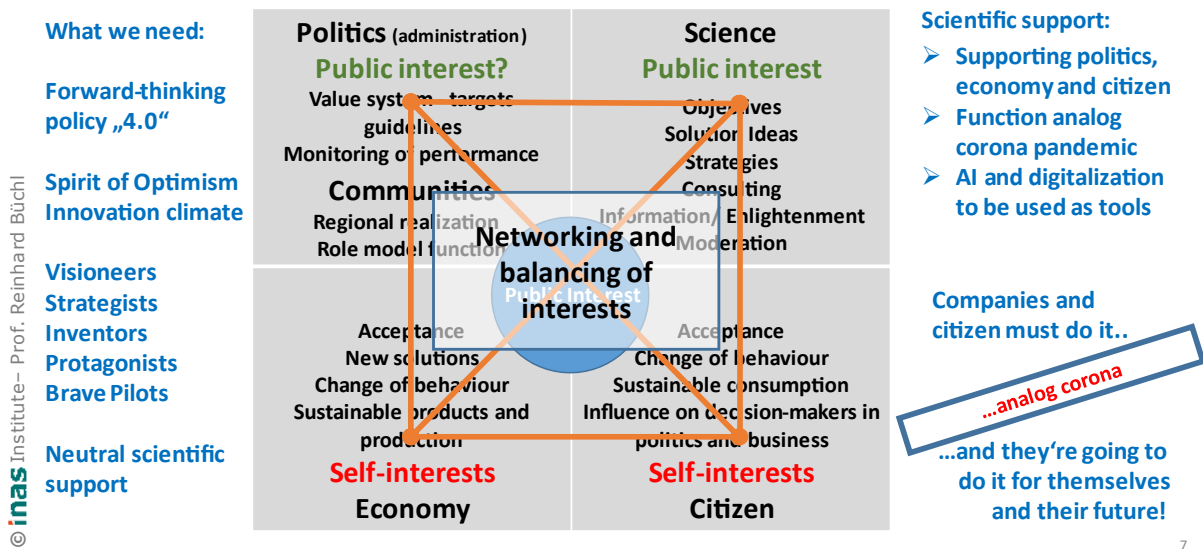 What we need:
Forward-thinking
policy „4.0“
Spirit of Optimism
Innovation climate
Visioneers
Strategists
Inventors
Protagonists
Brave Pilots
Neutral scientific
support
© inas Institute– Prof. Reinhard Büchl
Politics (administration)
Public interest?
Value system - targets
guidelines
Monitoring of performance
Communities
Regional realization
Role model function
Science
Public interest
Objectives
Solution Ideas
Strategies
Consulting
Information/ Enlightenment
Moderation
Networking and
balancing of
interests
Public Interest
Acceptance
New solutions
Change of behaviour
Sustainable products and
production
Self-interests
Economy
Acceptance
Change of behaviour
Sustainable consumption
Influence on decision-makers in
politics and business
Self-interests
Citizen
Scientific support:
➢ Supporting politics,
economy and citizen
➢ Function analog
corona pandemic
➢ AI and digitalization
to be used as tools
Companies and
citizen must do it..
...analog corona
...and they‘re going to
do it for themselves
and their future!
7